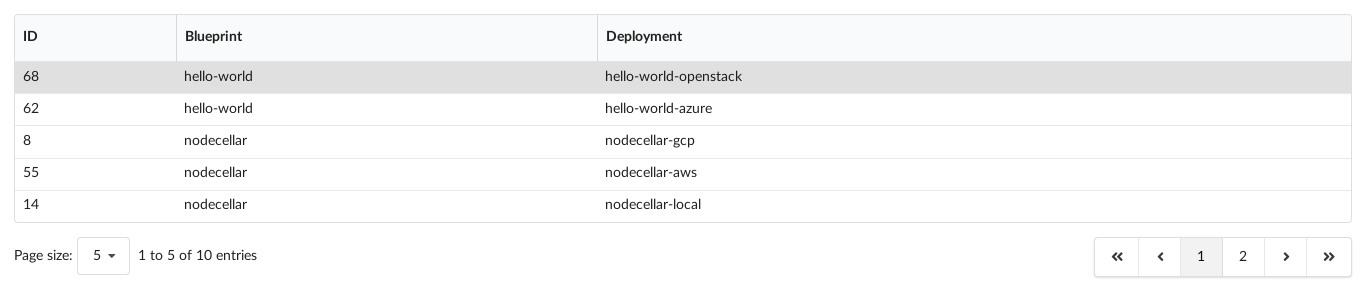 ID Blueprint Deployment
68 hello-world hello-world-openstack
62 hello-world hello-world-azure
8 nodecellar nodecellar-gcp
55 nodecellar nodecellar-aws
14 nodecellar nodecellar-local
Page size: 5 1 to 5 of 10 entries « ‹ 1 2 › »